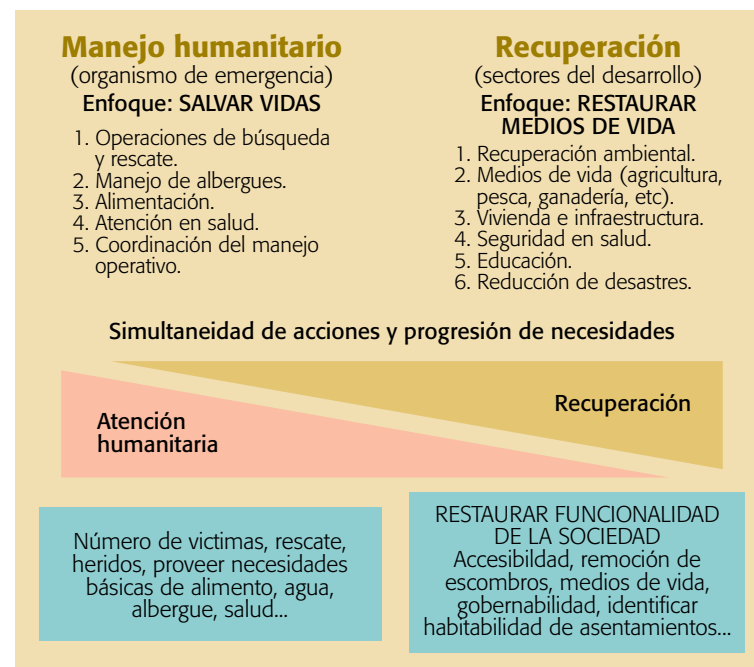 Manejo humanitario
(organismo de emergencia)
Enfoque: SALVAR VIDAS
1. Operaciones de búsqueda
y rescate.
2. Manejo de albergues.
3. Alimentación.
4. Atención en salud.
5. Coordinación del manejo
operativo.
Recuperación
(sectores del desarrollo)
Enfoque: RESTAURAR
MEDIOS DE VIDA
1. Recuperación ambiental.
2. Medios de vida (agricultura,
pesca, ganadería, etc).
3. Vivienda e infraestructura.
4. Seguridad en salud.
5. Educación.
6. Reducción de desastres.
Simultaneidad de acciones y progresión de necesidades
Atención
humanitaria
Recuperación
Número de victimas, rescate,
heridos, proveer necesidades
básicas de alimento, agua,
albergue, salud...
RESTAURAR FUNCIONALIDAD
DE LA SOCIEDAD
Accesibildad, remoción de
escombros, medios de vida,
gobernabilidad, identificar
habitabilidad de asentamientos...